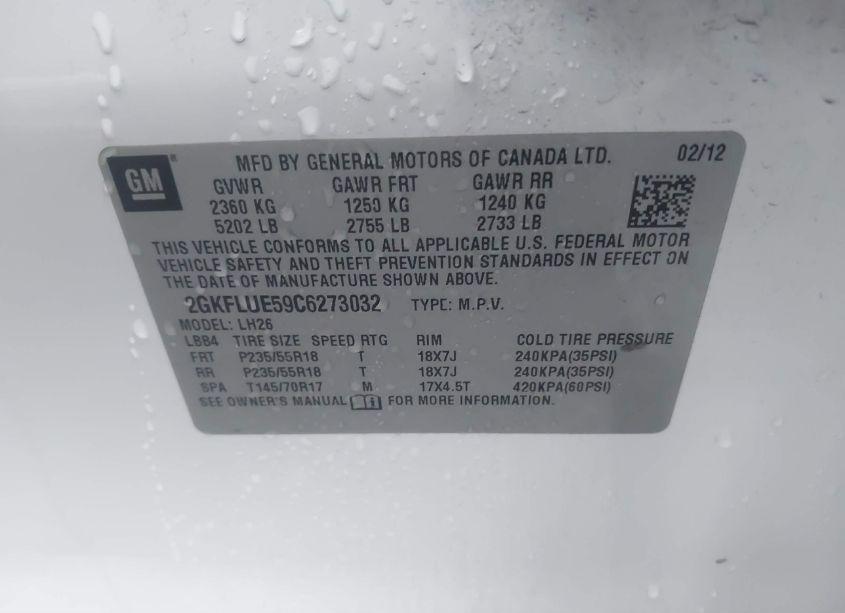 GM
MFD BY GENERAL MOTORS OF CANADA LTD. 02/12
GVWR GAWR FRT GAWR RR
2360 KG 1250 KG 1240 KG
5202 LB 2755 LB 2733 LB
THIS VEHICLE CONFORMS TO ALL APPLICABLE U.S. FEDERAL MOTOR
VEHICLE SAFETY AND THEFT PREVENTION STANDARDS IN EFFECT ON
THE DATE OF MANUFACTURE SHOWN ABOVE.
2GKFLUE59C6273032 TYPE: M.P.V.
MODEL: LH26
LBB4 TIRE SIZE SPEED RTG RIM COLD TIRE PRESSURE
FRT P235/55R18 T 18X7J 240KPA(35PSI)
RR P235/55R18 T 18X7J 240KPA(35PSI)
SPA T145/70R17 M 17X4.5T 420KPA(60PSI)
SEE OWNER'S MANUAL FOR MORE INFORMATION.